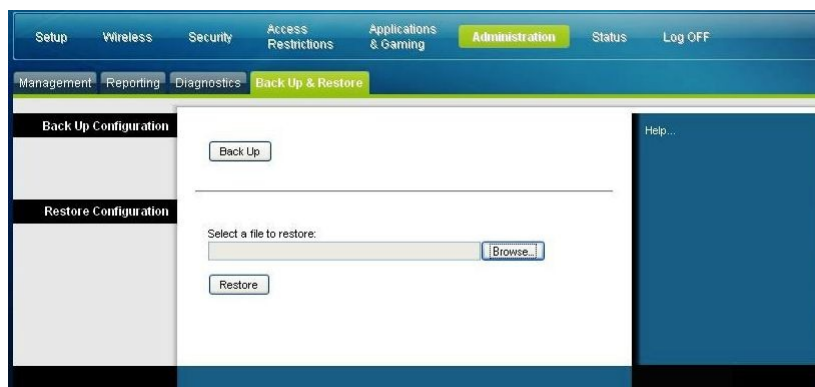 Setup Wireless Security Access Restrictions Applications & Gaming Administration Status Log OFF
Management Reporting Diagnostics Back Up & Restore
Back Up Configuration
Help...
Back Up
Restore Configuration
Select a file to restore:
Browse...
Restore